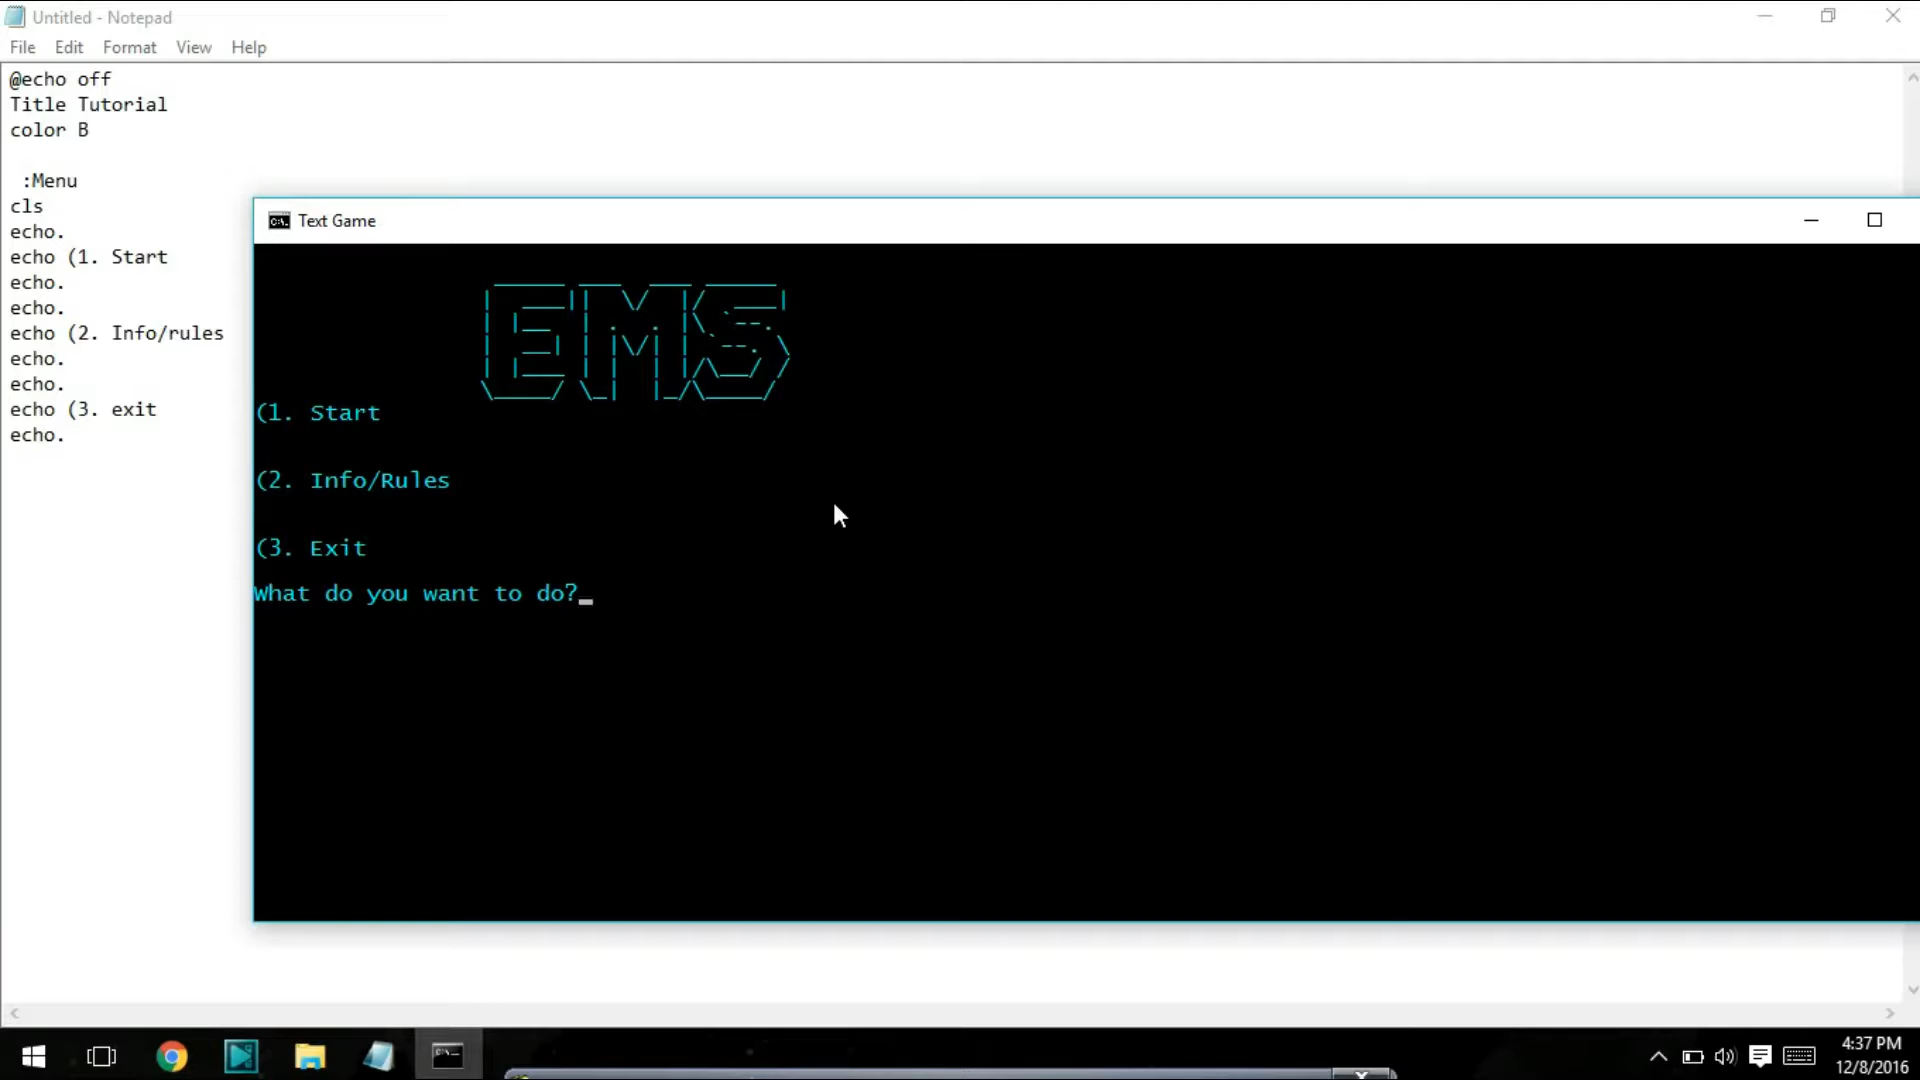 Untitled - Notepad
File Edit Format View Help
@echo off
Title Tutorial
color B
:Menu
cls
echo.
echo (1. Start
echo.
echo.
echo (2. Info/rules
echo.
echo.
echo (3. exit
echo.
Text Game
EMS
(1. Start
(2. Info/Rules
(3. Exit
What do you want to do?_
4:37 PM
12/8/2016